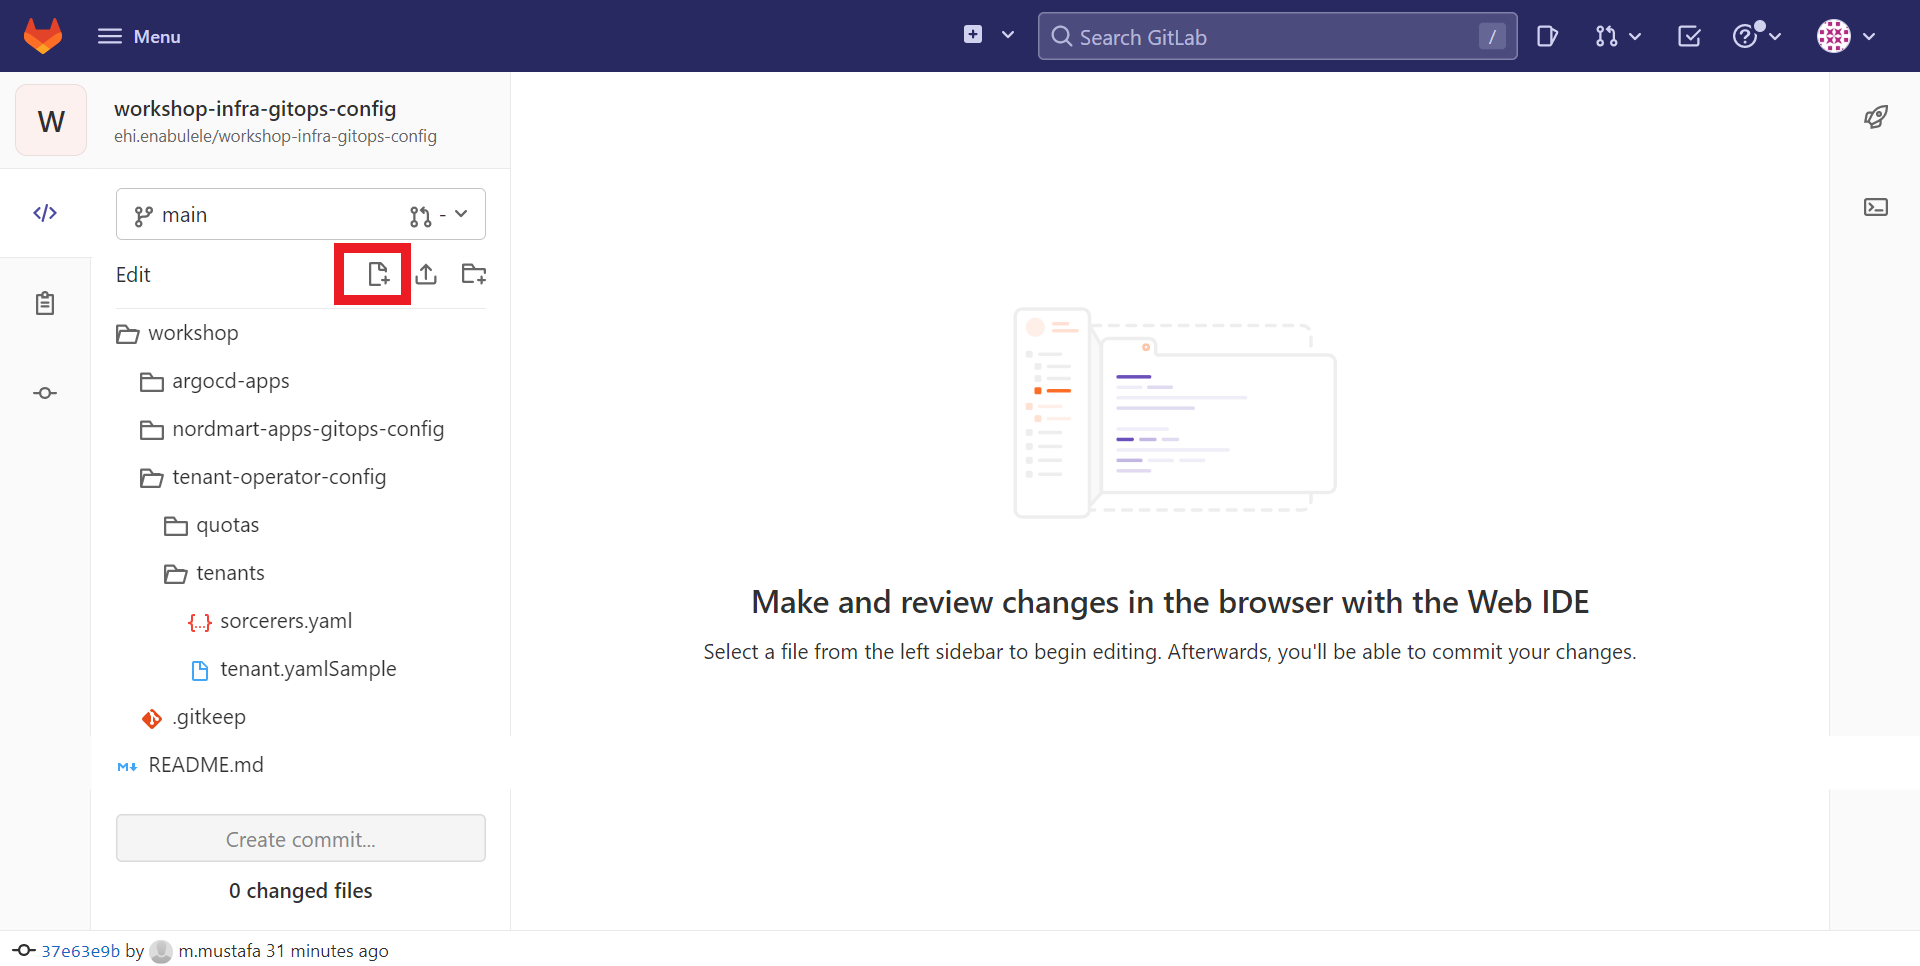 Menu
Search GitLab
/
W
workshop-infra-gitops-config
ehi.enabulele/workshop-infra-gitops-config
main
-
Edit
workshop
argocd-apps
nordmart-apps-gitops-config
tenant-operator-config
quotas
tenants
{...} sorcerers.yaml
tenant.yamlSample
.gitkeep
README.md
Create commit...
0 changed files
Make and review changes in the browser with the Web IDE
Select a file from the left sidebar to begin editing. Afterwards, you'll be able to commit your changes.
37e63e9b by m.mustafa 31 minutes ago